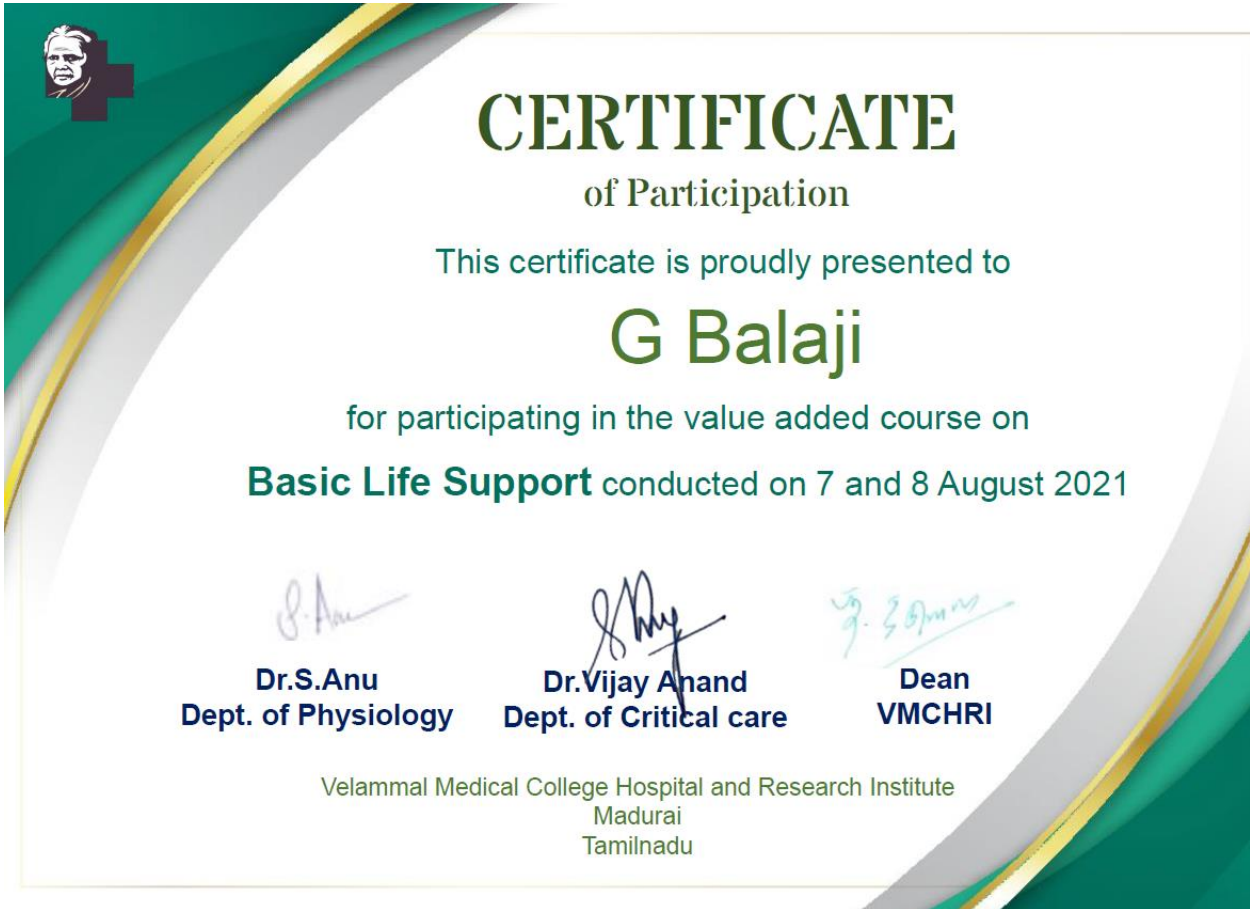 CERTIFICATE
of Participation
This certificate is proudly presented to
G Balaji
for participating in the value added course on
Basic Life Support conducted on 7 and 8 August 2021
S. Anu
Dr.S.Anu
Dept. of Physiology
Dr.Vijay Anand
Dept. of Critical care
Dean
VMCHRI
Velammal Medical College Hospital and Research Institute
Madurai
Tamilnadu